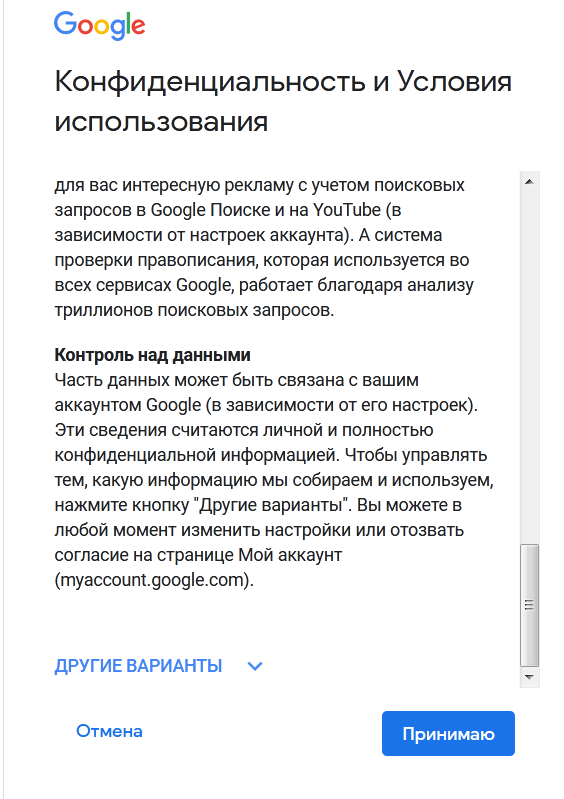 Google
Конфиденциальность и Условия
использования
для вас интересную рекламу с учетом поисковых
запросов в Google Поиске и на YouTube (в
зависимости от настроек аккаунта). А система
проверки правописания, которая используется во
всех сервисах Google, работает благодаря анализу
триллионов поисковых запросов.
Контроль над данными
Часть данных может быть связана с вашим
аккаунтом Google (в зависимости от его настроек).
Эти сведения считаются личной и полностью
конфиденциальной информацией. Чтобы управлять
тем, какую информацию мы собираем и используем,
нажмите кнопку "Другие варианты". Вы можете в
любой момент изменить настройки или отозвать
согласие на странице Мой аккаунт
(myaccount.google.com).
ДРУГИЕ ВАРИАНТЫ
Отмена
Принимаю